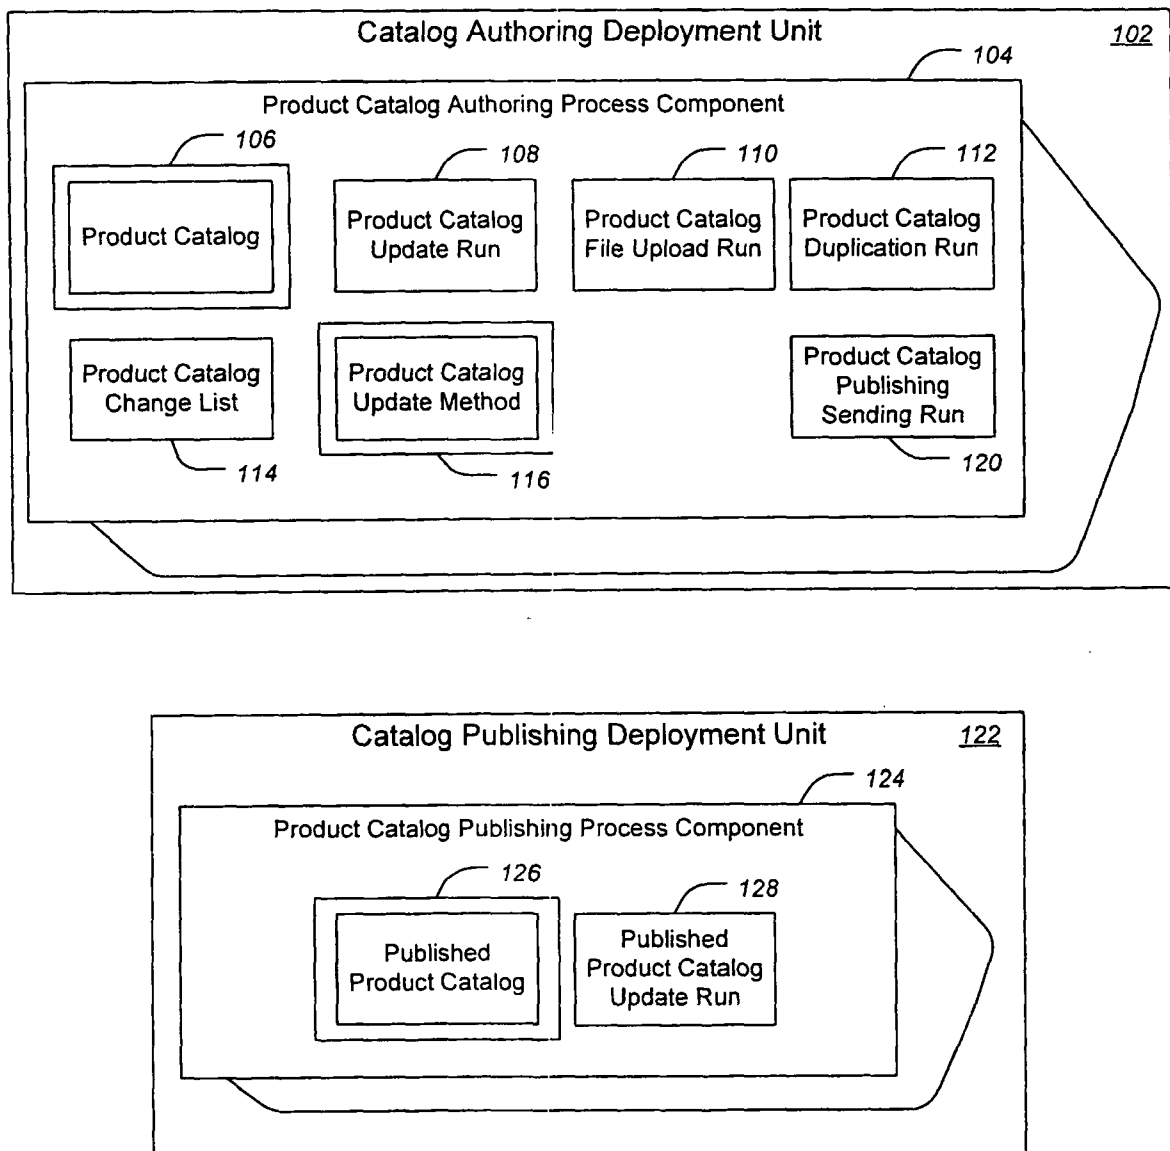 Catalog Authoring Deployment Unit
102
104
Product Catalog Authoring Process Component
106
108
110
112
Product Catalog
Product Catalog
Update Run
Product Catalog
File Upload Run
Product Catalog
Duplication Run
Product Catalog
Change List
Product Catalog
Update Method
Product Catalog
Publishing
Sending Run
114
116
120
Catalog Publishing Deployment Unit
122
124
Product Catalog Publishing Process Component
126
128
Published
Product Catalog
Published
Product Catalog
Update Run